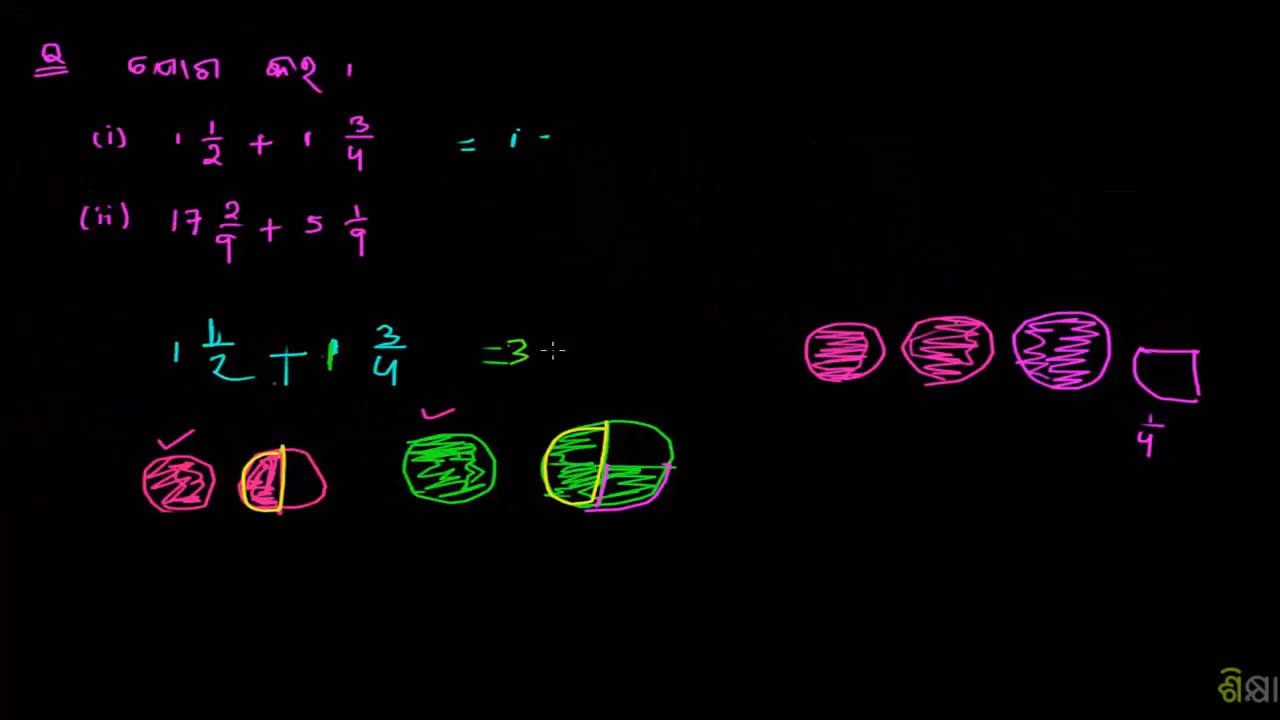 Q ଯୋଗ କର ।
(i) 1 1/2 + 1 3/4 = 1 -
(ii) 17 2/9 + 5 1/9
1 1/2 + 1 3/4 = 3
1/4
ଶିକ୍ଷା